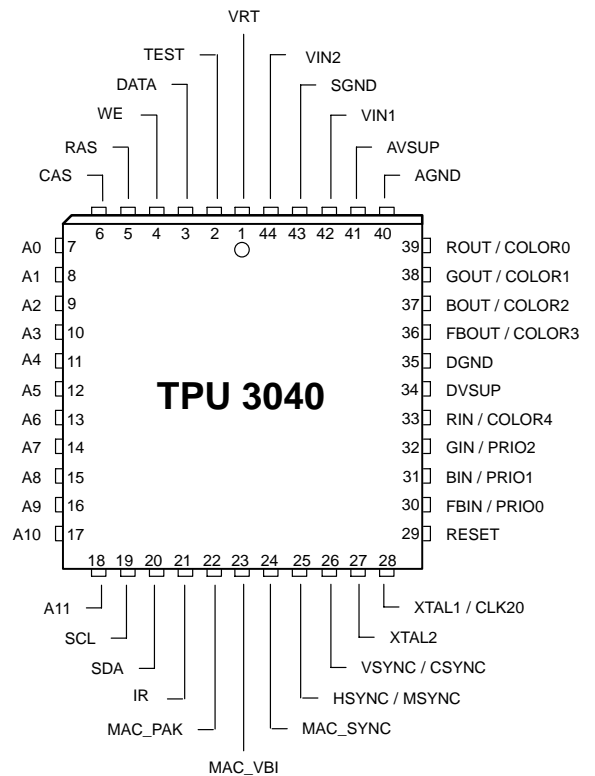 VRT
TEST
VIN2
DATA
SGND
WE
VIN1
RAS
AVSUP
CAS
AGND
6 5 4 3 2 1 44 43 42 41 40
A0 7
39 ROUT / COLOR0
A1 8
38 GOUT / COLOR1
A2 9
37 BOUT / COLOR2
A3 10
36 FBOUT / COLOR3
A4 11
35 DGND
A5 12
34 DVSUP
TPU 3040
A6 13
33 RIN / COLOR4
A7 14
32 GIN / PRIO2
A8 15
31 BIN / PRIO1
A9 16
30 FBIN / PRIO0
A10 17
29 RESET
18 19 20 21 22 23 24 25 26 27 28
A11
XTAL1 / CLK20
SCL
XTAL2
SDA
VSYNC / CSYNC
IR
HSYNC / MSYNC
MAC_PAK
MAC_SYNC
MAC_VBI